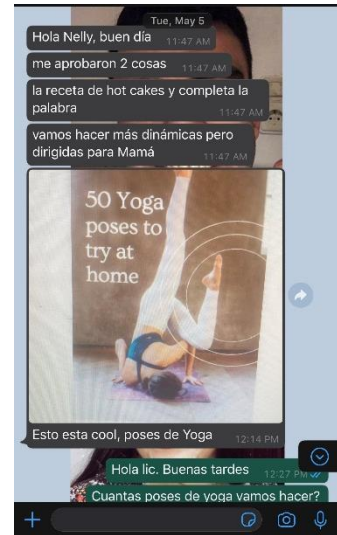 Tue, May 5
Hola Nelly, buen día 11:47 AM
me aprobaron 2 cosas 11:47 AM
la receta de hot cakes y completa la
palabra 11:47 AM
vamos hacer más dinámicas pero
dirigidas para Mamá 11:47 AM
50 Yoga
poses to
try at
home
Esto esta cool, poses de Yoga 12:14 PM
Hola lic. Buenas tardes 12:27 PM
Cuantas poses de yoga vamos hacer?